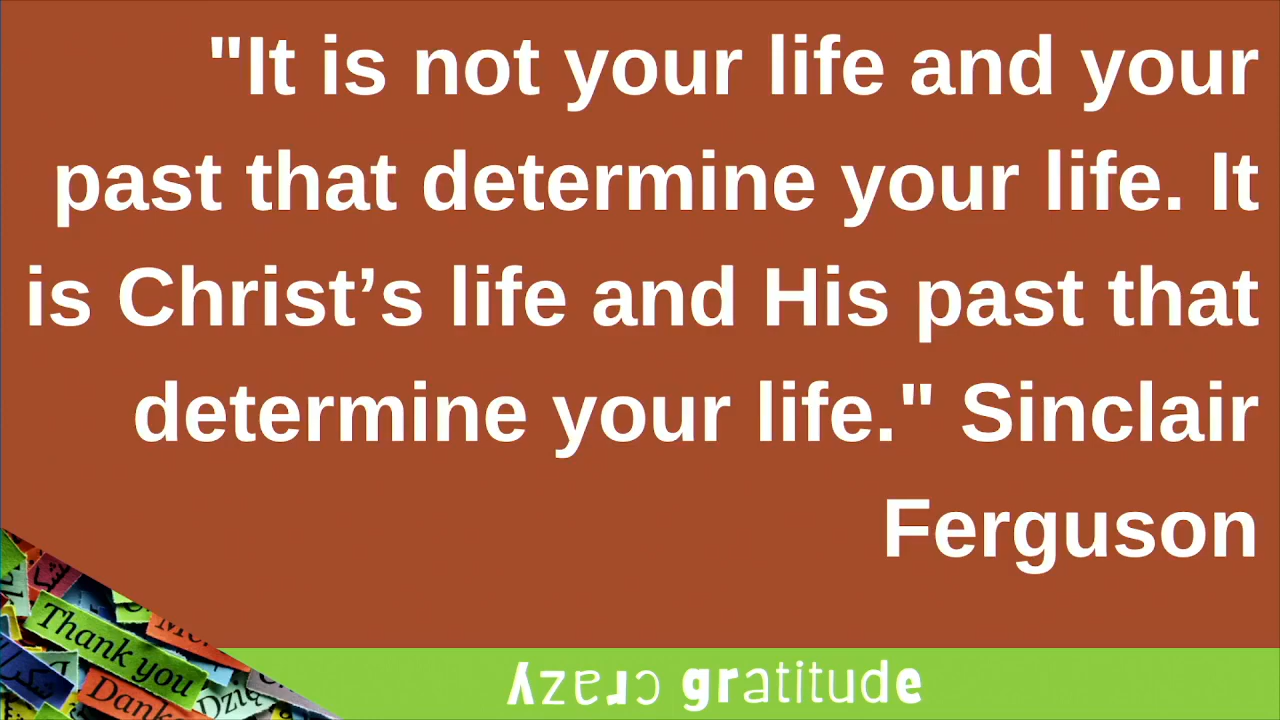 "It is not your life and your
past that determine your life. It
is Christ’s life and His past that
determine your life." Sinclair
Ferguson
Thank you
Danke
crazy gratitude